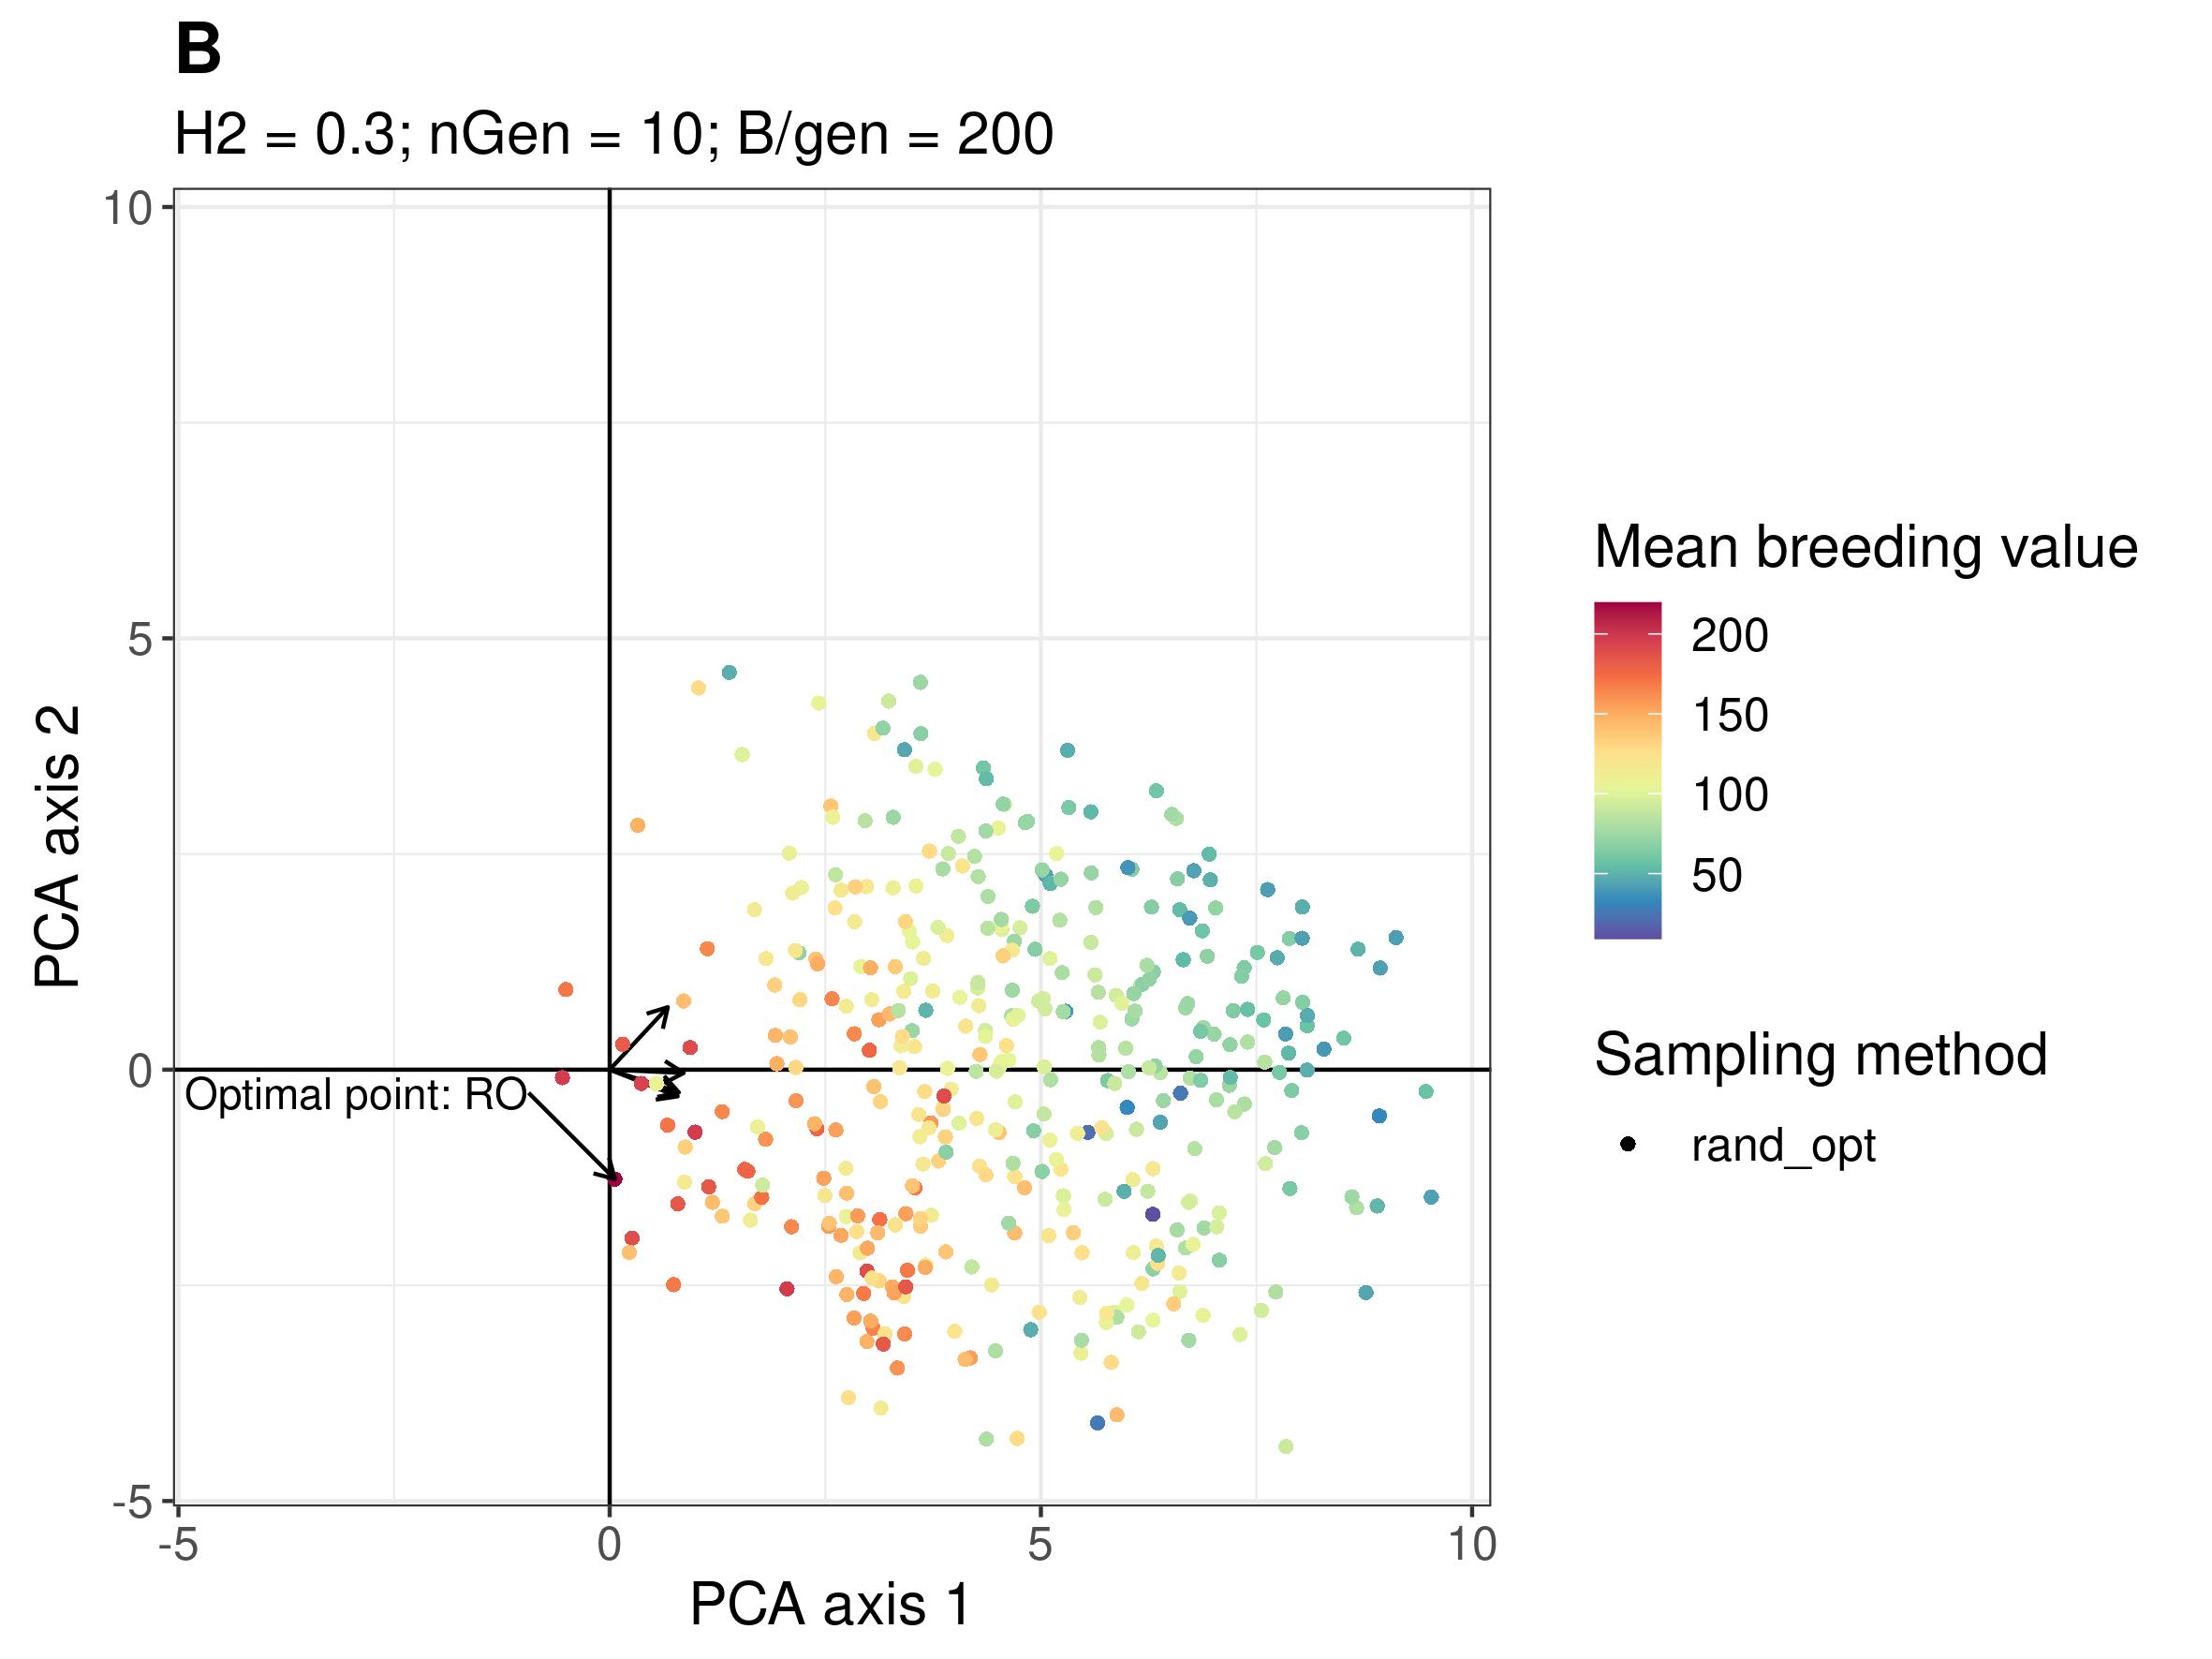 B
H2 = 0.3; nGen = 10; B/gen = 200
10
5
0
-5
PCA axis 2
Optimal point: RO
-5
0
5
10
PCA axis 1
Mean breeding value
200
150
100
50
Sampling method
rand_opt